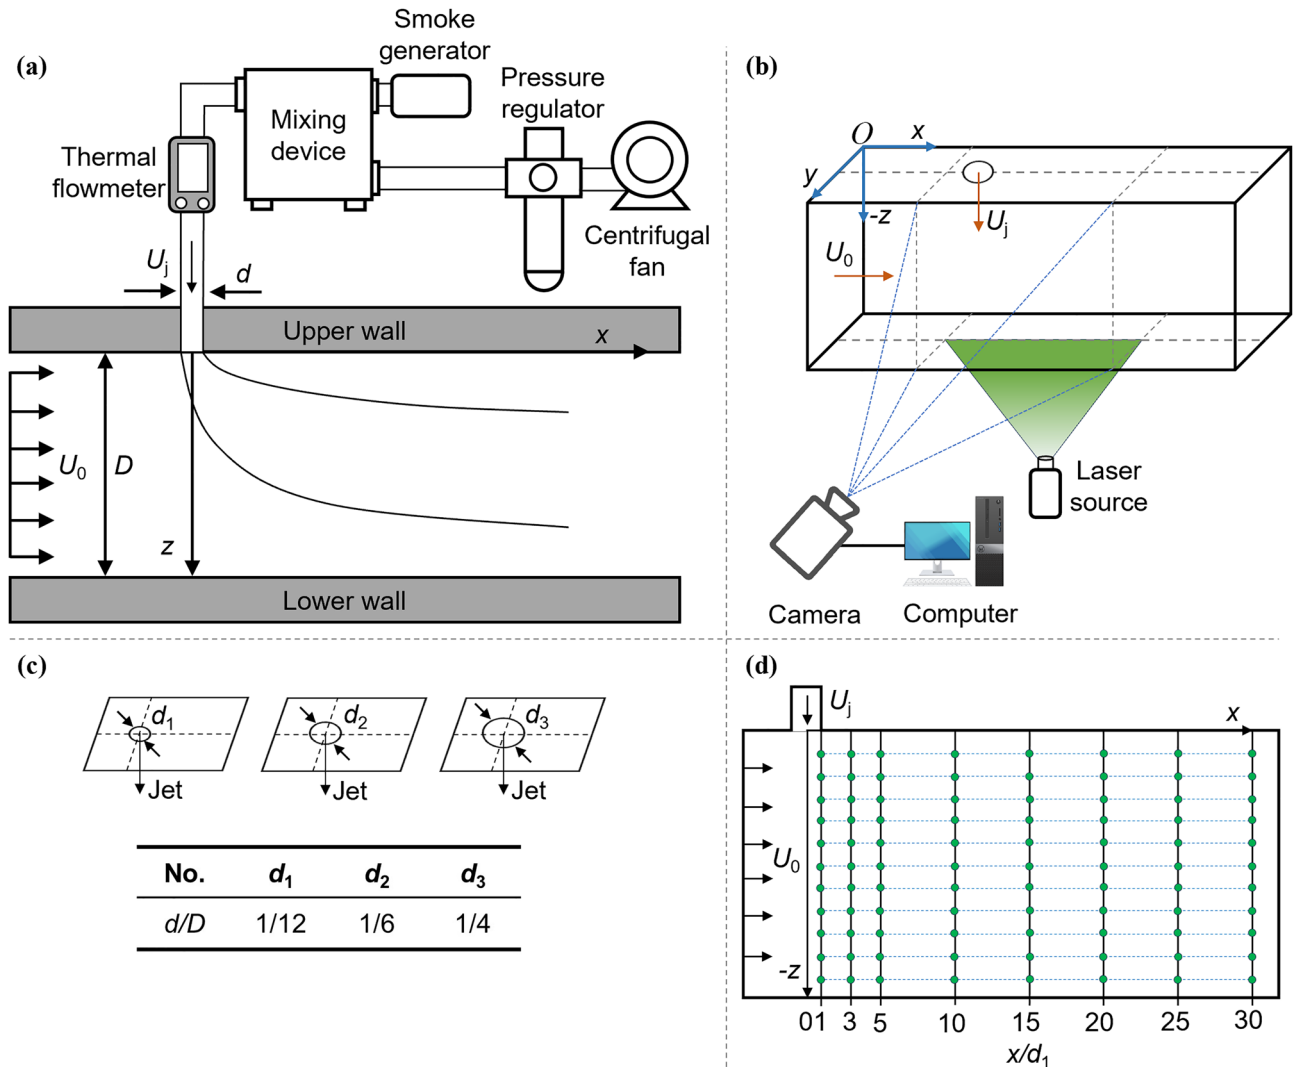 (a)
Smoke
generator
Pressure
regulator
Mixing
device
Thermal
flowmeter
Centrifugal
fan
Uj
d
Upper wall
x
U0
D
z
Lower wall
(b)
O
x
y
-z
Uj
U0
Laser
source
Camera
Computer
(c)
d1
d2
d3
Jet
Jet
Jet
No. d1 d2 d3
d/D 1/12 1/6 1/4
(d)
Uj
x
U0
-z
0 1 3 5 10 15 20 25 30
x/d1